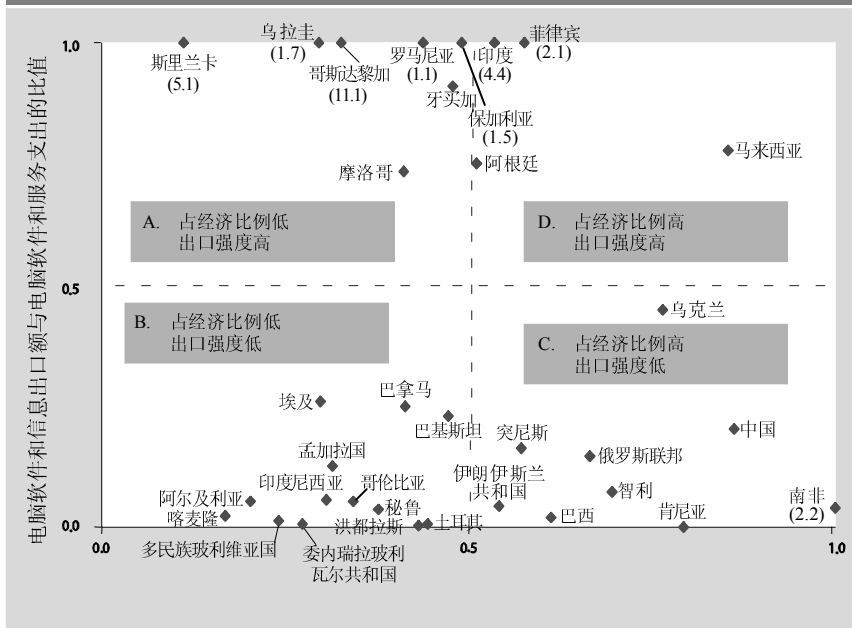 电脑软件和信息出口额与电脑软件和服务支出的比值
1.0
0.5
0.0
斯里兰卡
(5.1)
乌拉圭
(1.7)
哥斯达黎加
(11.1)
罗马尼亚
(1.1)
印度
(4.4)
菲律宾
(2.1)
牙买加
保加利亚
(1.5)
摩洛哥
阿根廷
马来西亚
A. 占经济比例低
出口强度高
D. 占经济比例高
出口强度高
B. 占经济比例低
出口强度低
乌克兰
C. 占经济比例高
出口强度低
埃及
巴拿马
巴基斯坦
突尼斯
中国
孟加拉国
俄罗斯联邦
印度尼西亚
哥伦比亚
伊朗伊斯兰
共和国
智利
阿尔及利亚
喀麦隆
秘鲁
洪都拉斯
土耳其
巴西
肯尼亚
南非
(2.2)
多民族玻利维亚国
委内瑞拉玻利
瓦尔共和国
0.0
0.5
1.0